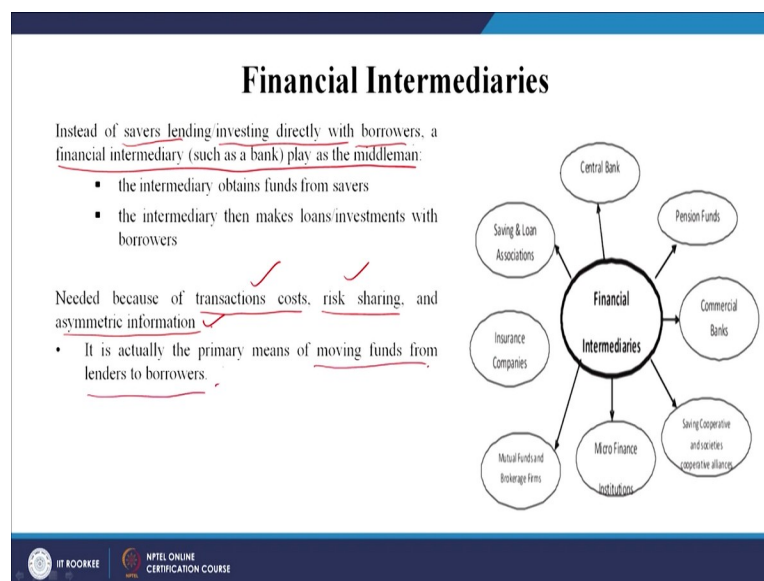 Financial Intermediaries
Instead of savers lending/investing directly with borrowers, a
financial intermediary (such as a bank) play as the middleman:
▪ the intermediary obtains funds from savers
▪ the intermediary then makes loans/investments with
borrowers
Needed because of transactions costs, risk sharing, and
asymmetric information
• It is actually the primary means of moving funds from
lenders to borrowers.
Central Bank
Pension Funds
Saving & Loan
Associations
Financial
Intermediaries
Commercial
Banks
Insurance
Companies
Saving Cooperative
and societies
cooperative alliances
Micro Finance
Institutions
Mutual Funds and
Brokerage Firms
IIT ROORKEE
NPTEL ONLINE
CERTIFICATION COURSE